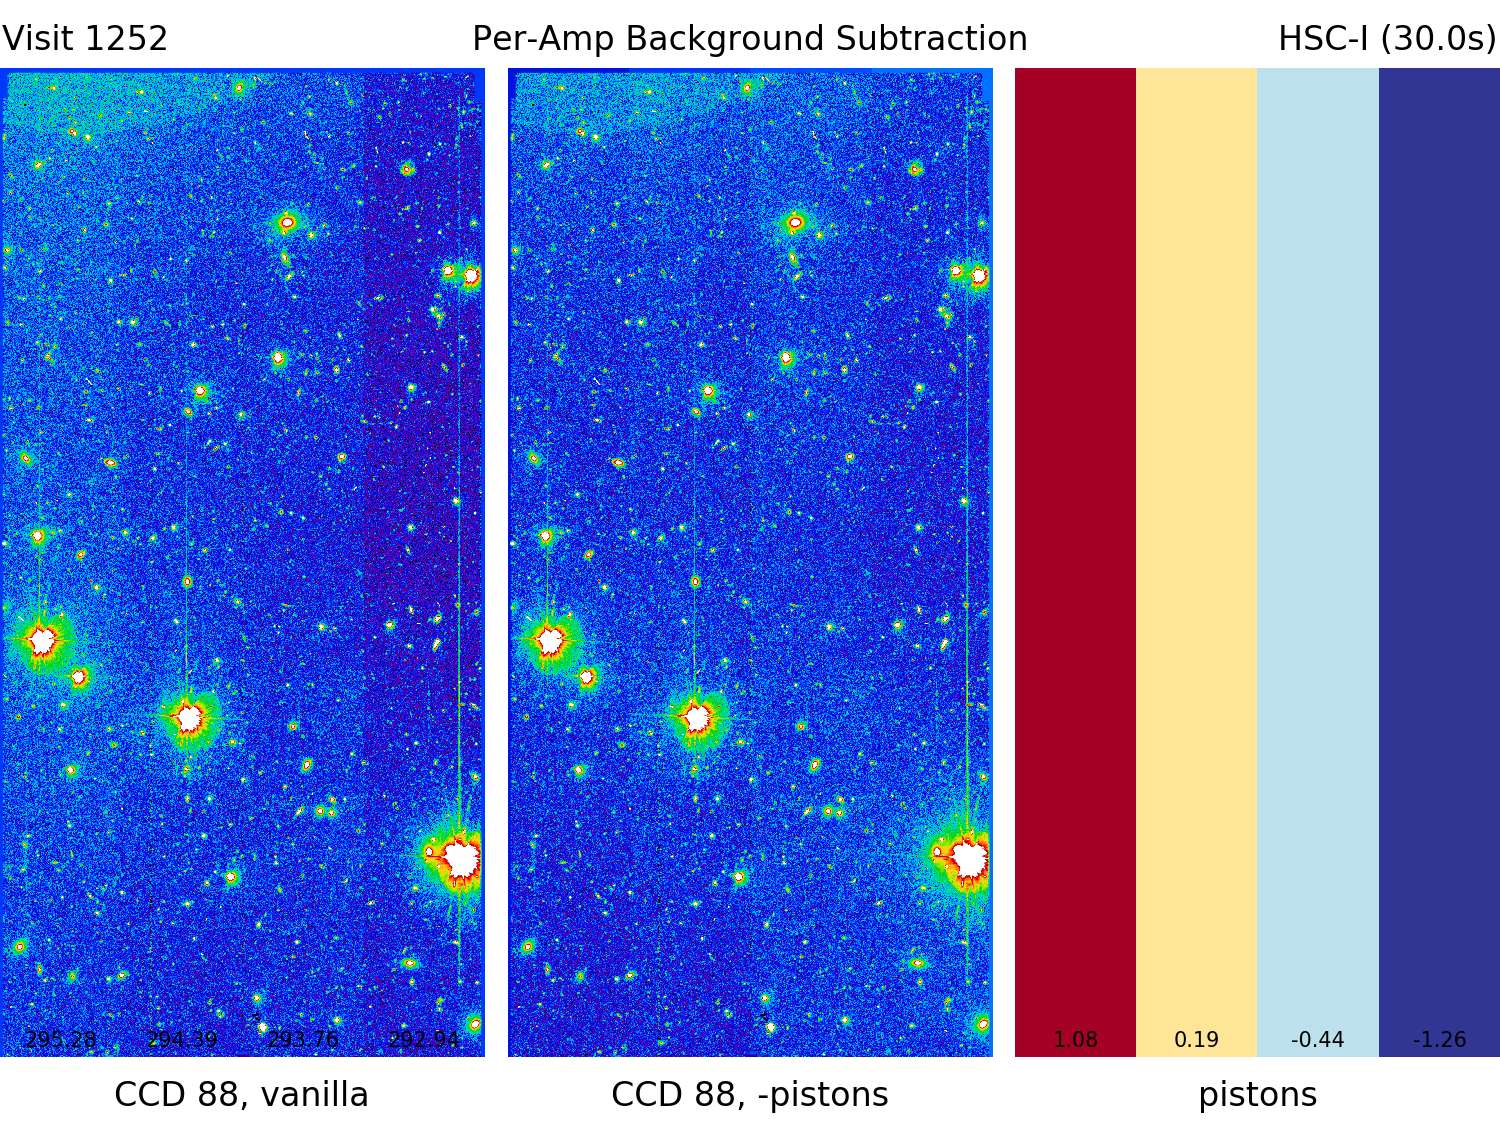 Visit 1252 Per-Amp Background Subtraction HSC-I (30.0s)
295.28 294.39 293.76 292.94 1.08 0.19 -0.44 -1.26
CCD 88, vanilla CCD 88, -pistons pistons